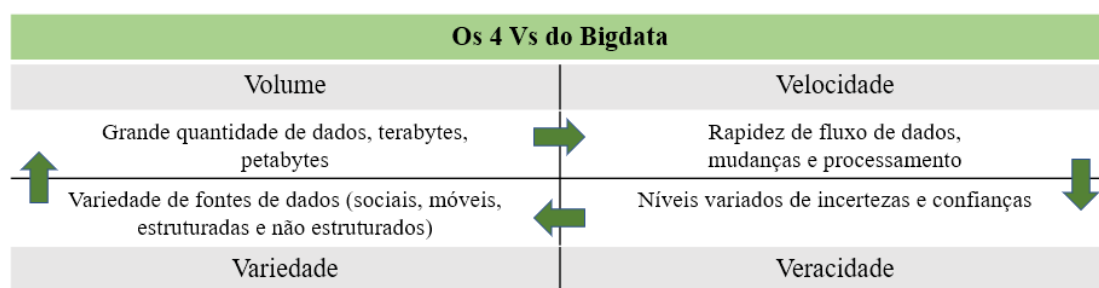 Os 4 Vs do Bigdata
Volume
Velocidade
Grande quantidade de dados, terabytes,
petabytes
Rapidez de fluxo de dados,
mudanças e processamento
Variedade de fontes de dados (sociais, móveis,
estruturadas e não estruturados)
Níveis variados de incertezas e confianças
Variedade
Veracidade